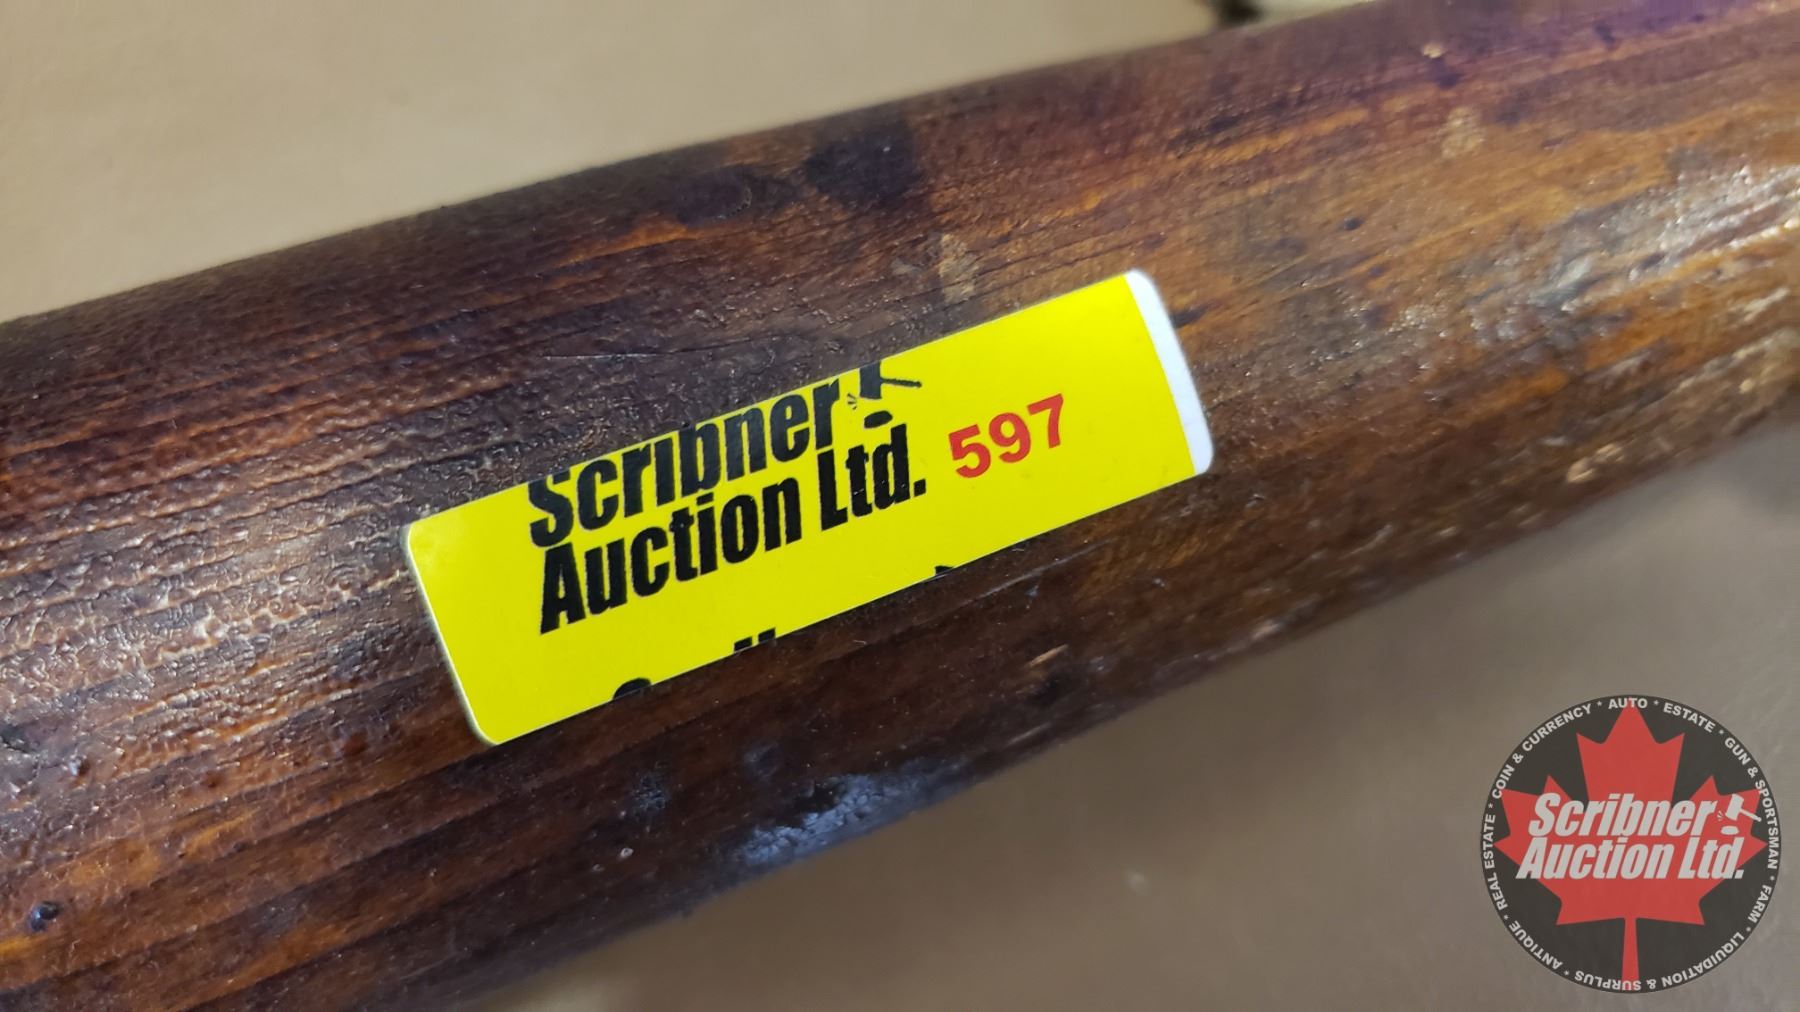 Scribner
Auction Ltd. 597
COIN & CURRENCY * AUTO * ESTATE * GUN & SPORTSMAN * FARM * LIQUIDATION & SURPLUS * ANTIQUE * REAL ESTATE *
Scribner
Auction Ltd.